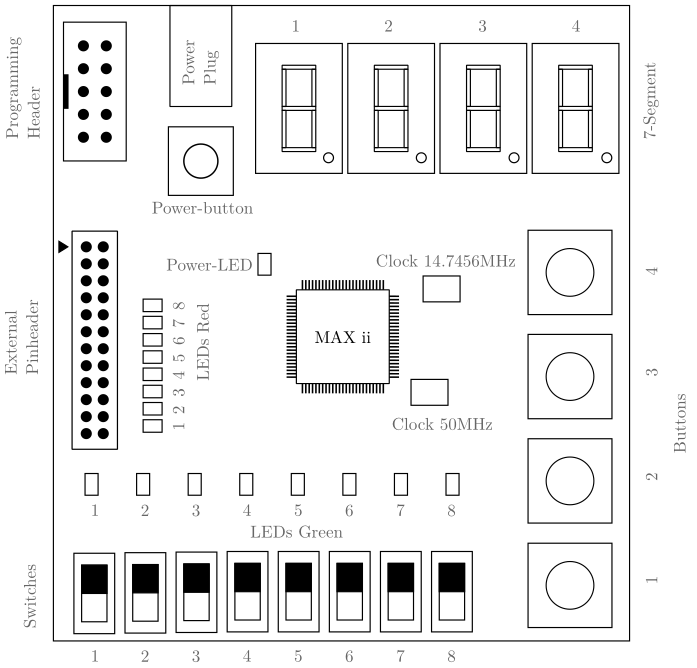 1
2
3
4
Programming
Header
Power
Plug
7-Segment
Power-button
Power-LED
Clock 14.7456MHz
4
External
Pinheader
8
7
6
5
4
3
2
1
LEDs Red
MAX ii
3
Clock 50MHz
Buttons
2
1 2 3 4 5 6 7 8
LEDs Green
Switches
1
1 2 3 4 5 6 7 8